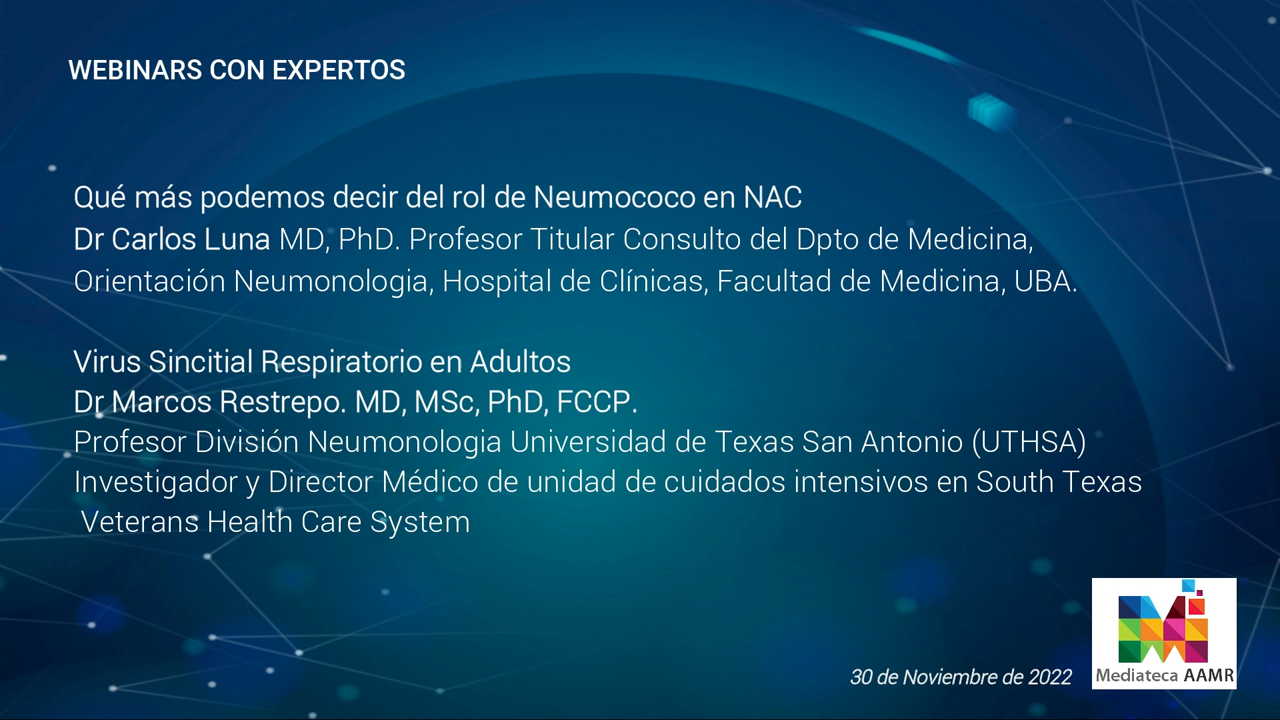 WEBINARS CON EXPERTOS
Qué más podemos decir del rol de Neumococo en NAC
Dr Carlos Luna MD, PhD. Profesor Titular Consulto del Dpto de Medicina,
Orientación Neumonologia, Hospital de Clínicas, Facultad de Medicina, UBA.
Virus Sincitial Respiratorio en Adultos
Dr Marcos Restrepo. MD, MSc, PhD, FCCP.
Profesor División Neumonologia Universidad de Texas San Antonio (UTHSA)
Investigador y Director Médico de unidad de cuidados intensivos en South Texas
Veterans Health Care System
30 de Noviembre de 2022
Mediateca AAMR